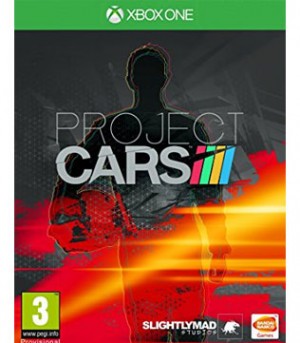 XBOX ONE
PROJECT
CARS
3
www.pegi.info
Provisional
SLIGHTLYMAD
STUDIOS
BANDAI
NAMCO
Games